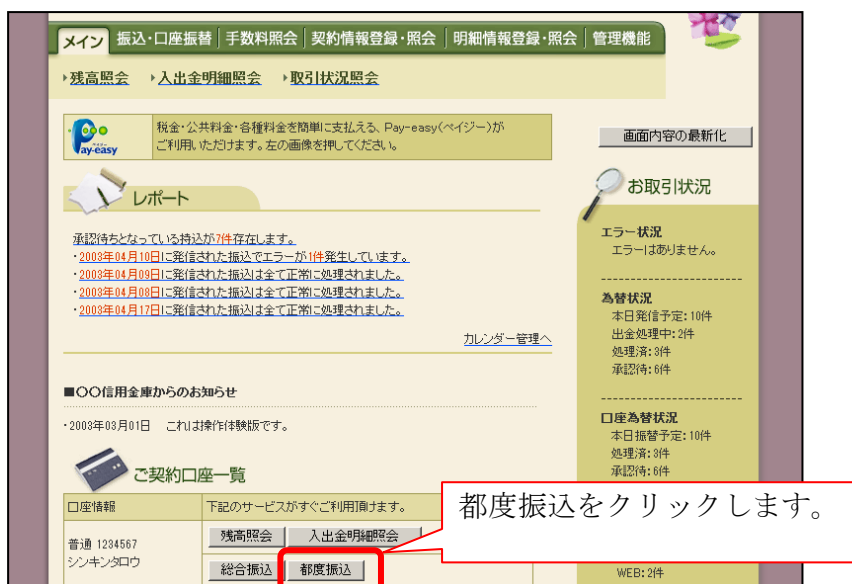 メイン 振込・口座振替 手数料照会 契約情報登録・照会 明細情報登録・照会 管理機能
残高照会 入出金明細照会 取引状況照会
Pay-easy
税金・公共料金・各種料金を簡単に支払える、Pay-easy(ペイジー)が
ご利用いただけます。左の画像を押してください。
画面内容の最新化
レポート
承認待ちとなっている持込が7件存在します。
・2003年04月10日に発信された振込でエラーが1件発生しています。
・2003年04月09日に発信された振込は全て正常に処理されました。
・2003年04月08日に発信された振込は全て正常に処理されました。
・2003年04月17日に発信された振込は全て正常に処理されました。
カレンダー管理へ
■〇〇信用金庫からのお知らせ
・2003年03月01日 これは操作体験版です。
ご契約口座一覧
口座情報 下記のサービスがすぐご利用頂けます。
普通 1234567
シンキンタロウ
残高照会 入出金明細照会
総合振込 都度振込
お取引状況
エラー状況
エラーはありません。
為替状況
本日発信予定:10件
出金処理中:2件
処理済:3件
承認待:6件
口座為替状況
本日振替予定:10件
処理済:3件
承認待:6件
都度振込をクリックします。
WEB:2件